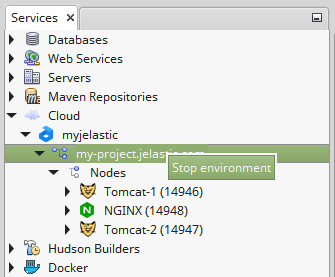 Services
Databases
Web Services
Servers
Maven Repositories
Cloud
myjelastic
my-project.jelastic.com
Stop environment
Nodes
Tomcat-1 (14946)
NGINX (14948)
Tomcat-2 (14947)
Hudson Builders
Docker